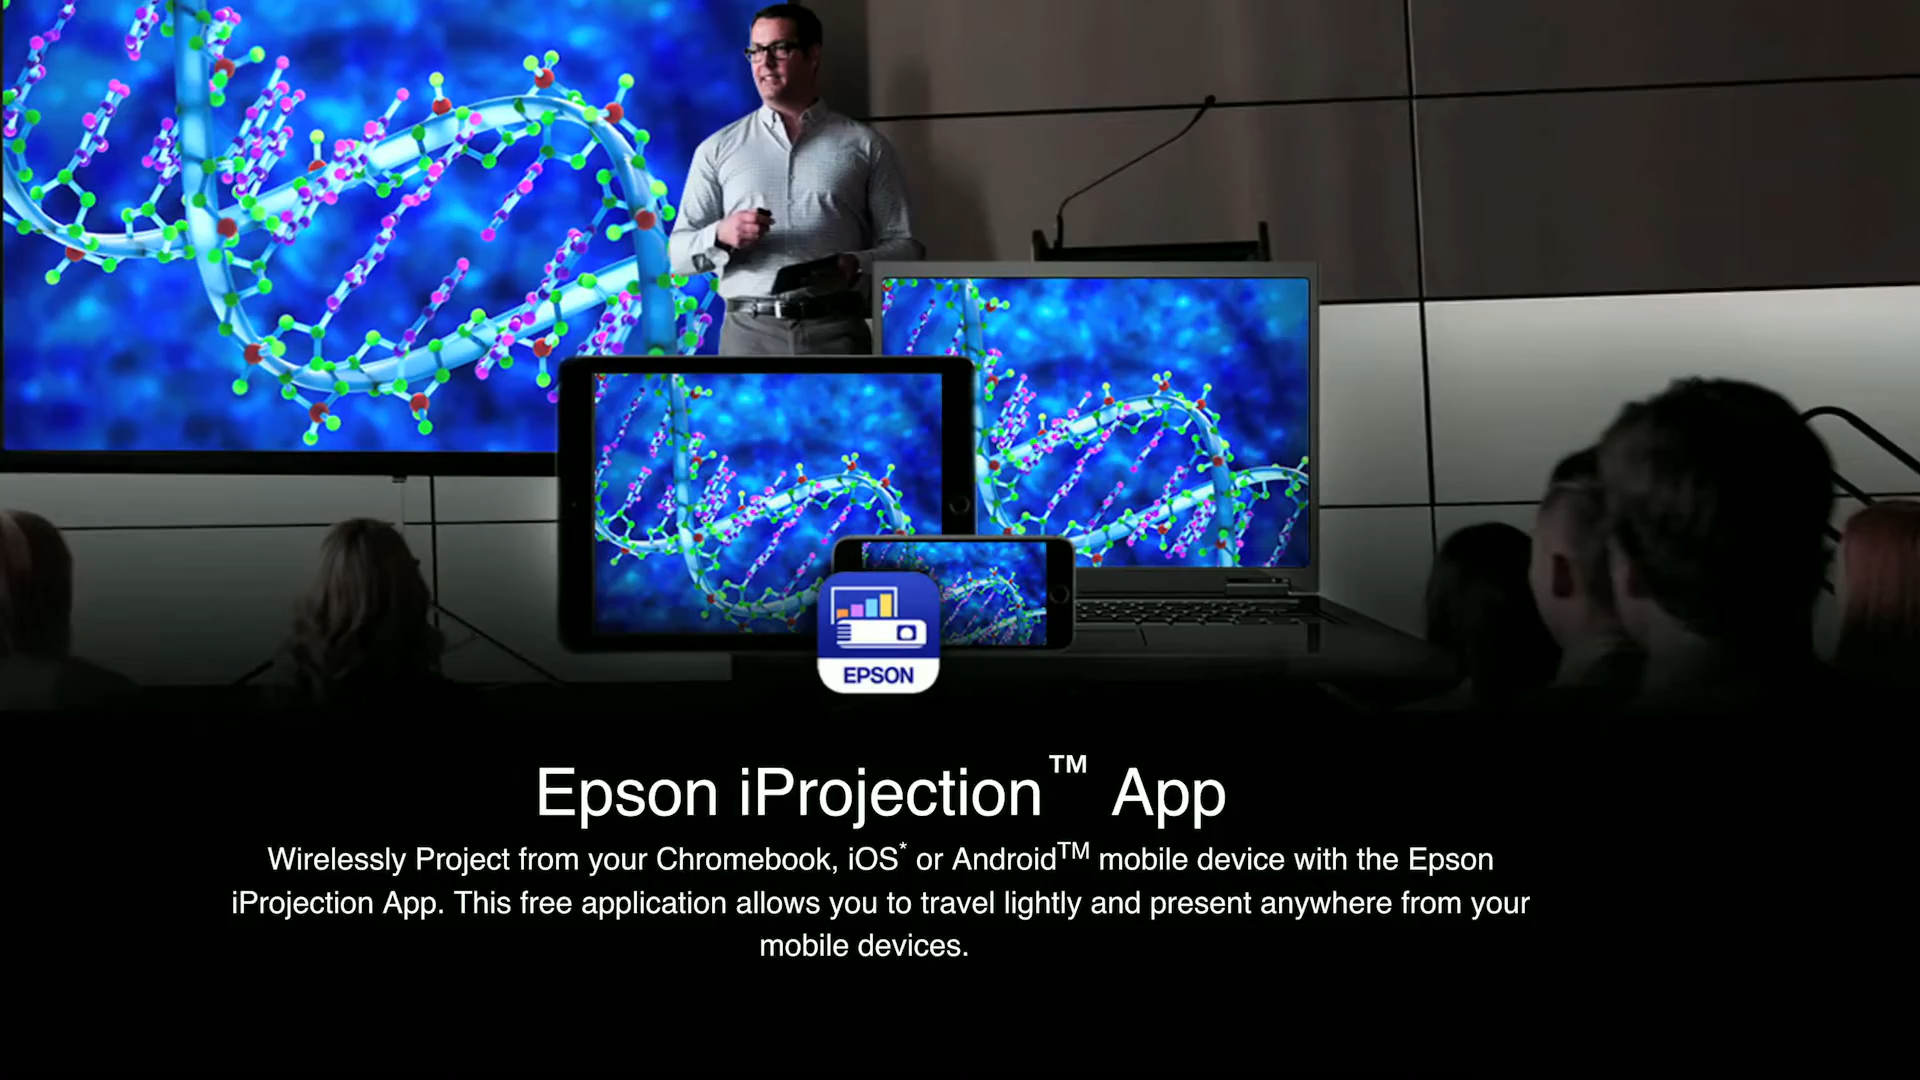 EPSON
Epson iProjection™ App
Wirelessly Project from your Chromebook, iOS* or Android™ mobile device with the Epson
iProjection App. This free application allows you to travel lightly and present anywhere from your
mobile devices.